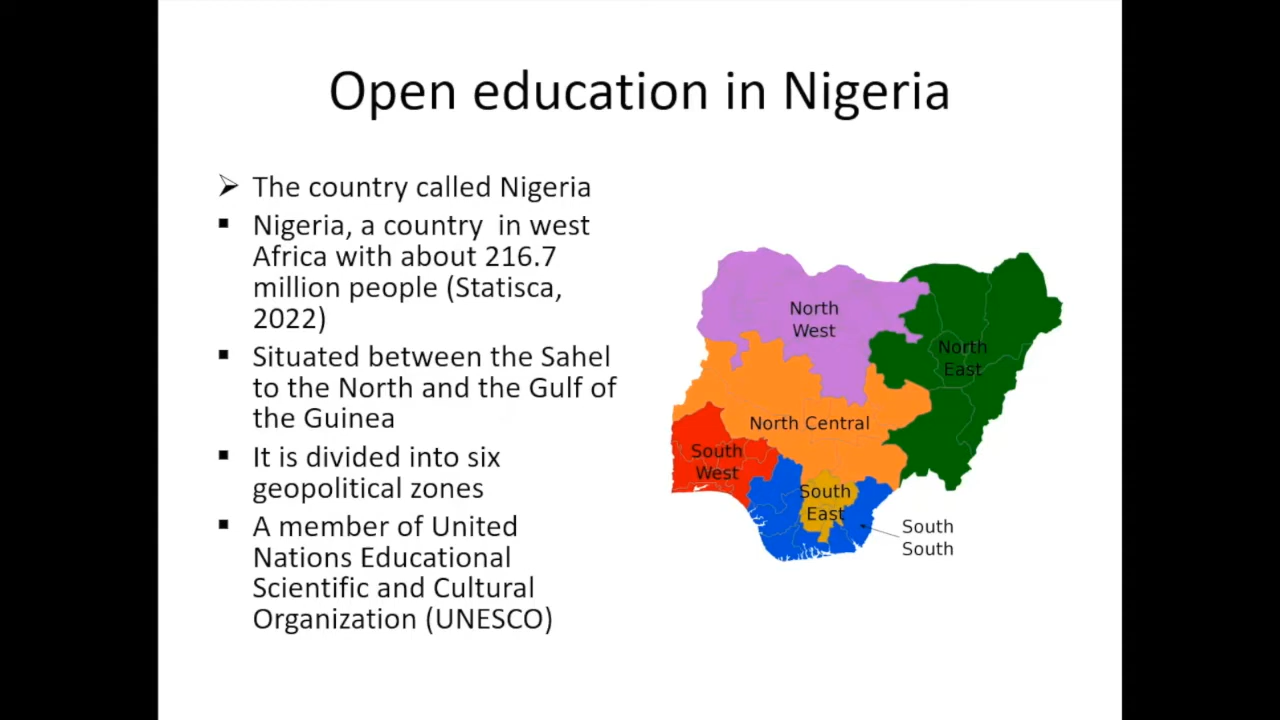 Open education in Nigeria
The country called Nigeria
Nigeria, a country  in west
Africa with about 216.7
million people (Statisca,
2022)
Situated between the Sahel
to the North and the Gulf of
the Guinea
It is divided into six
geopolitical zones
A member of United
Nations Educational
Scientific and Cultural
Organization (UNESCO)
North
West
North
East
North Central
South
West
South
East
South
South